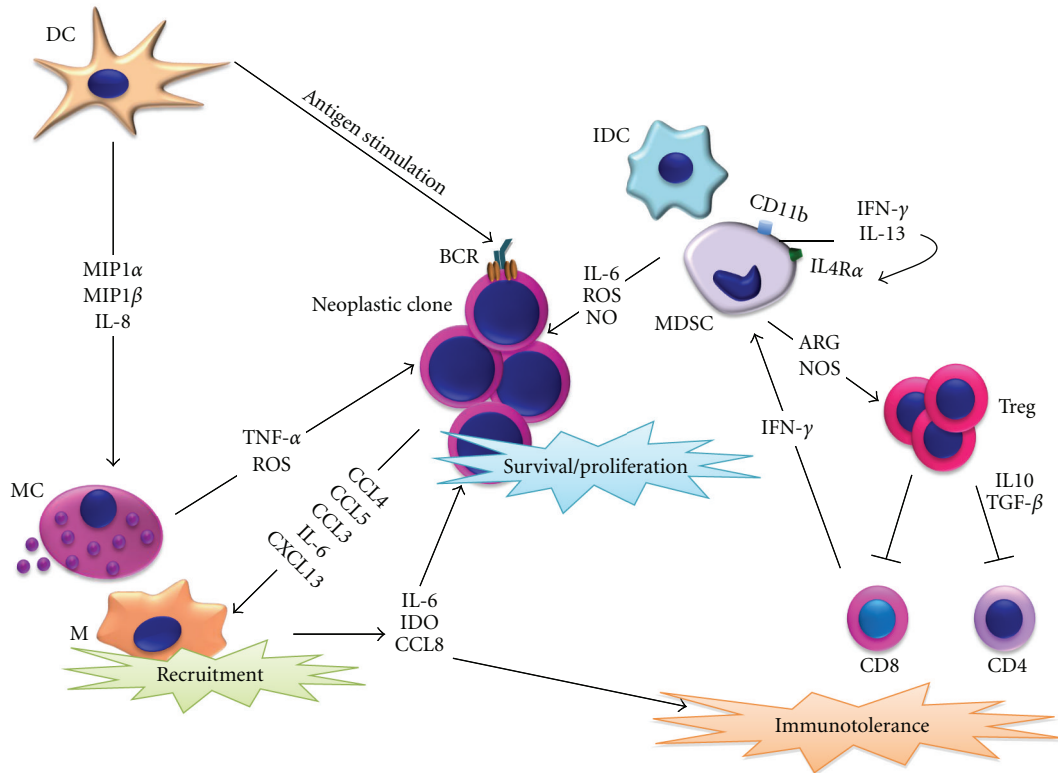 DC
Antigen stimulation
MIP1α
MIP1β
IL-8
IDC
CD11b
IFN-γ
IL-13
IL4Rα
BCR
Neoplastic clone
IL-6
ROS
NO
MDSC
ARG
NOS
Treg
IFN-γ
IL10
TGF-β
TNF-α
ROS
Survival/proliferation
MC
CCL4
CCL5
CCL3
IL-6
CXCL13
M
Recruitment
IL-6
IDO
CCL8
CD8
CD4
Immunotolerance